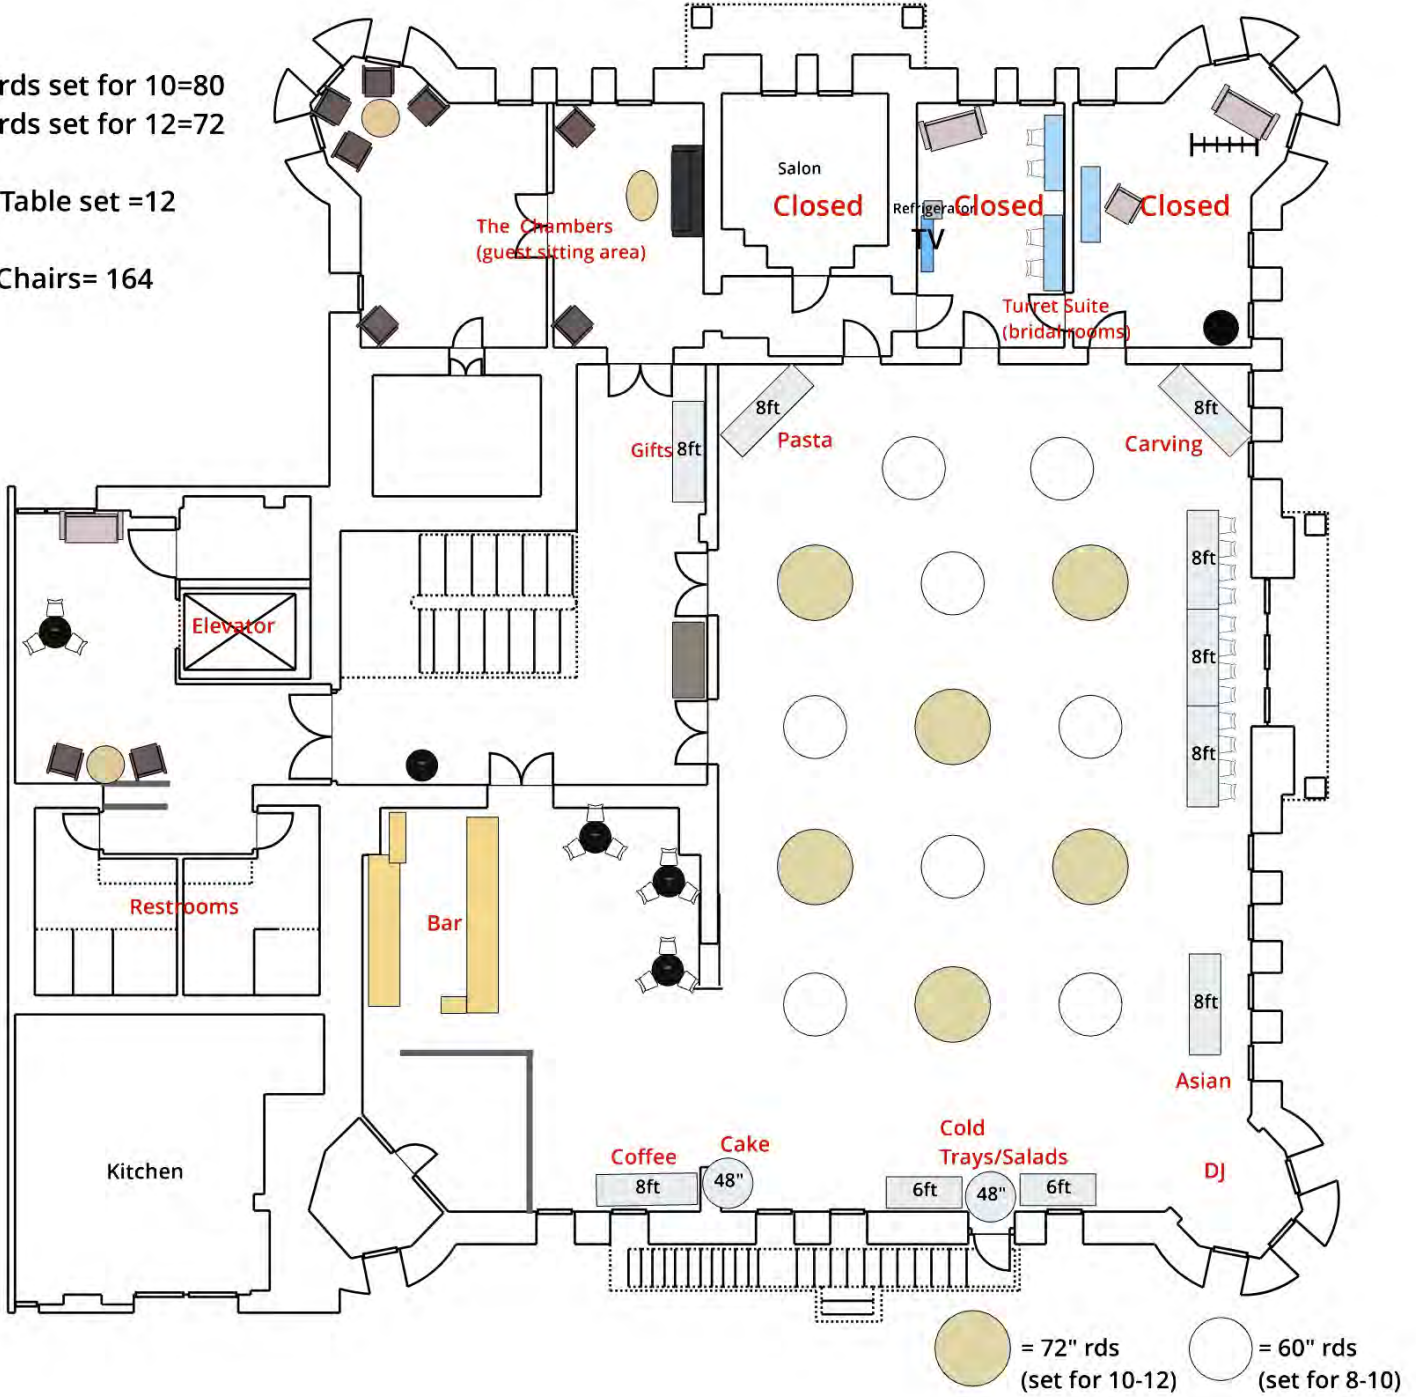 rds set for 10=80
rds set for 12=72
Table set =12
Chairs= 164
Salon
Closed
Refrigerator
Closed
TV
Closed
The Chambers
(guest sitting area)
Turret Suite
(bridal rooms)
8ft
Pasta
8ft
Carving
Gifts
8ft
8ft
8ft
8ft
Elevator
Restrooms
Bar
8ft
Asian
Kitchen
Coffee
8ft
Cake
48"
Cold
Trays/Salads
6ft
48"
6ft
DJ
= 72" rds
(set for 10-12)
= 60" rds
(set for 8-10)